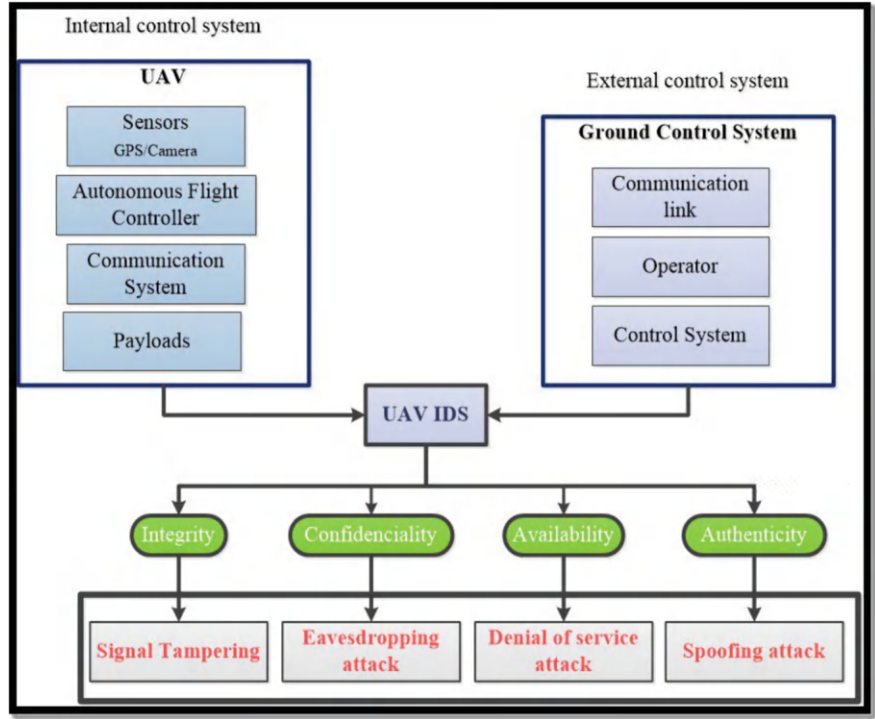 Internal control system
UAV
Sensors
GPS/Camera
Autonomous Flight
Controller
Communication
System
Payloads
External control system
Ground Control System
Communication
link
Operator
Control System
UAV IDS
Integrity
Confidenciality
Availability
Authenticity
Signal Tampering
Eavesdropping
attack
Denial of service
attack
Spoofing attack